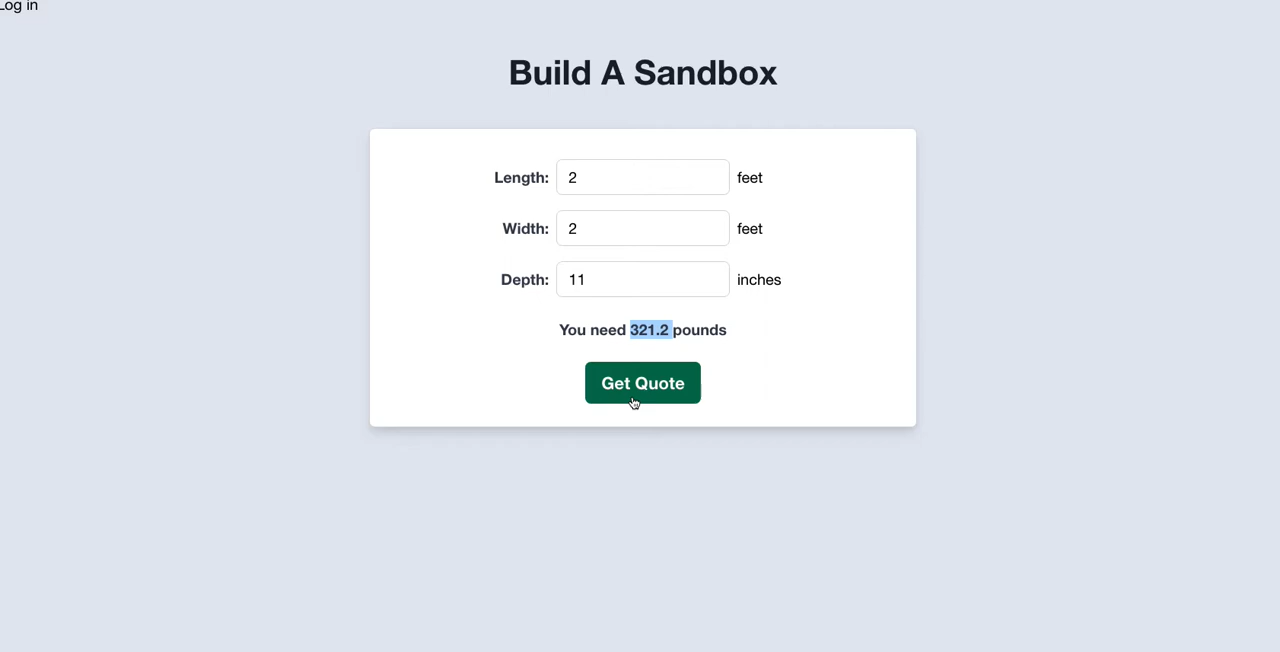 Log in
Build A Sandbox
Length: 2 feet
Width: 2 feet
Depth: 11 inches
You need 321.2 pounds
Get Quote